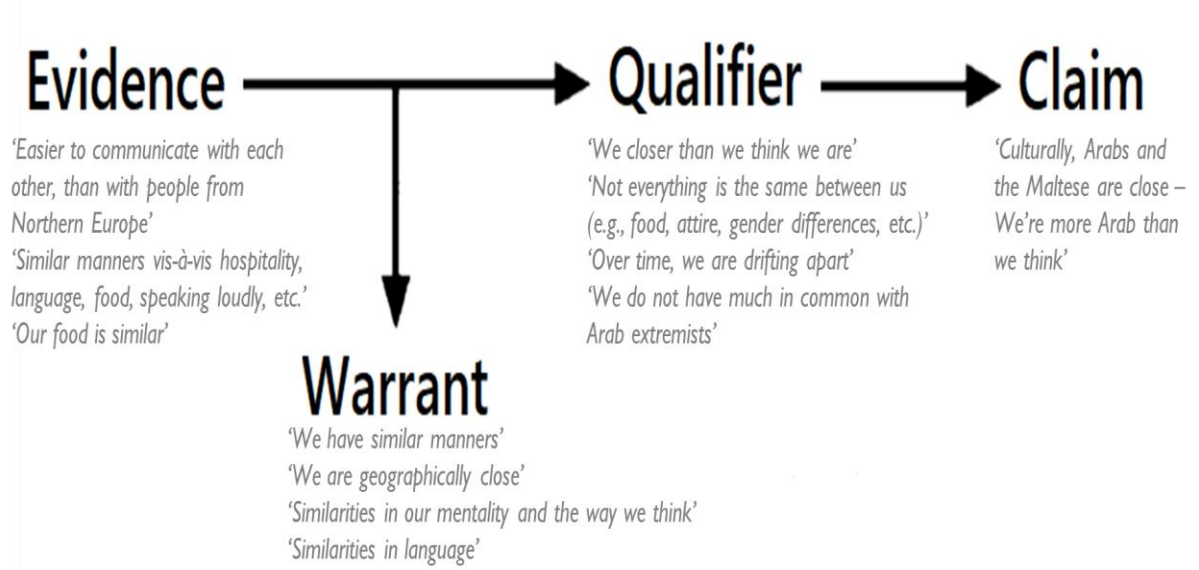 Evidence
‘Easier to communicate with each
other, than with people from
Northern Europe’
‘Similar manners vis-à-vis hospitality,
language, food, speaking loudly, etc.’
‘Our food is similar’
Qualifier
‘We closer than we think we are’
‘Not everything is the same between us
(e.g., food, attire, gender differences, etc.)’
‘Over time, we are drifting apart’
‘We do not have much in common with
Arab extremists’
Claim
‘Culturally, Arabs and
the Maltese are close –
We’re more Arab than
we think’
Warrant
‘We have similar manners’
‘We are geographically close’
‘Similarities in our mentality and the way we think’
‘Similarities in language’